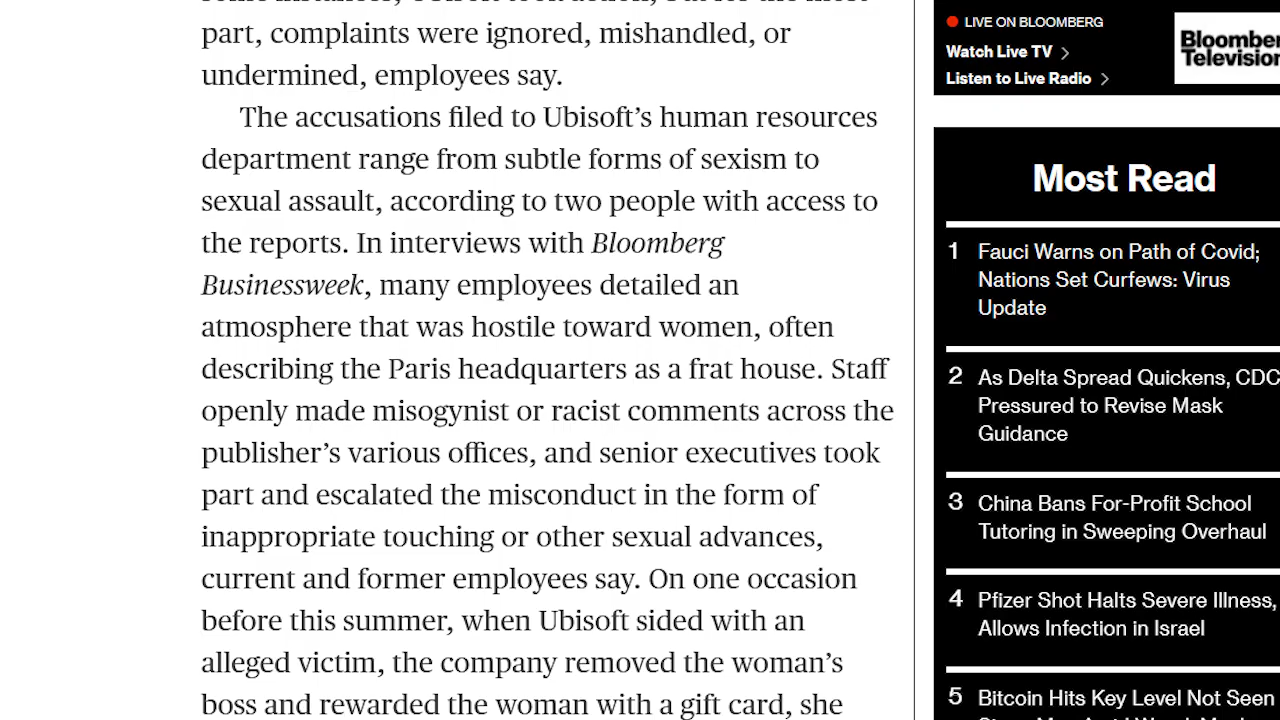 part, complaints were ignored, mishandled, or
undermined, employees say.
The accusations filed to Ubisoft's human resources
department range from subtle forms of sexism to
sexual assault, according to two people with access to
the reports. In interviews with Bloomberg
Businessweek, many employees detailed an
atmosphere that was hostile toward women, often
describing the Paris headquarters as a frat house. Staff
openly made misogynist or racist comments across the
publisher's various offices, and senior executives took
part and escalated the misconduct in the form of
inappropriate touching or other sexual advances,
current and former employees say. On one occasion
before this summer, when Ubisoft sided with an
alleged victim, the company removed the woman's
boss and rewarded the woman with a gift card, she
LIVE ON BLOOMBERG
Watch Live TV
Listen to Live Radio
Bloomber
Television
Most Read
1 Fauci Warns on Path of Covid;
Nations Set Curfews: Virus
Update
2 As Delta Spread Quickens, CDC
Pressured to Revise Mask
Guidance
3 China Bans For-Profit School
Tutoring in Sweeping Overhaul
4 Pfizer Shot Halts Severe Illness,
Allows Infection in Israel
5 Bitcoin Hits Key Level Not Seen